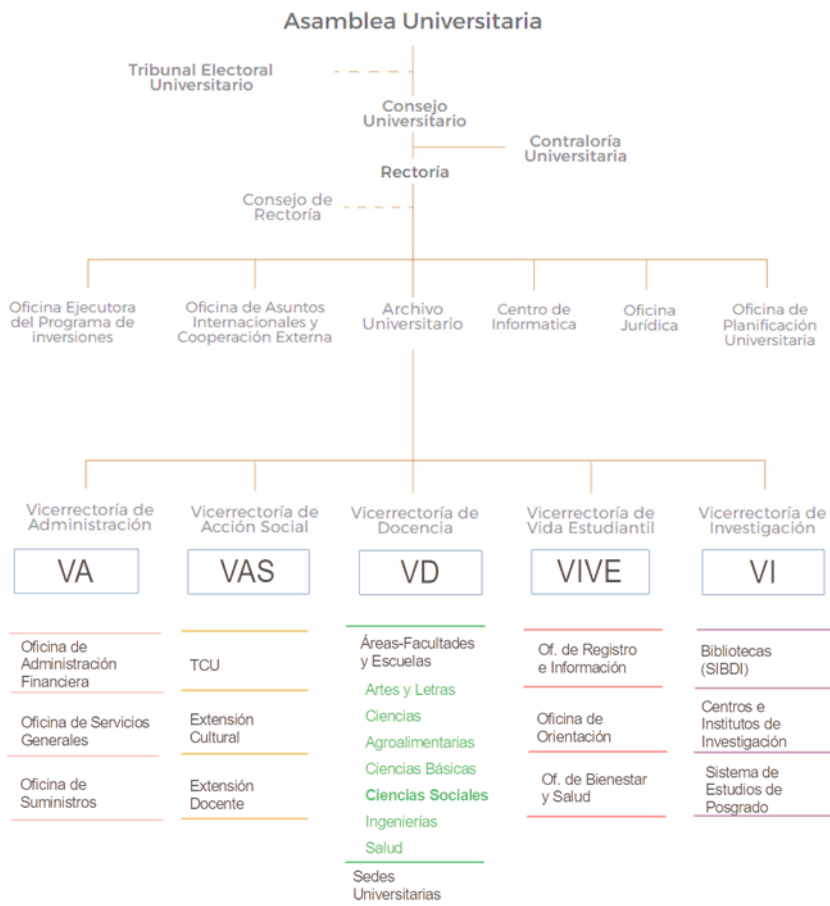 Asamblea Universitaria
Tribunal Electoral
Universitario
Consejo
Universitario
Contraloría
Universitaria
Rectoría
Consejo de
Rectoría
Oficina Ejecutora
del Programa de
inversiones
Oficina de Asuntos
Internacionales y
Cooperación Externa
Archivo
Universitario
Centro de
Informatica
Oficina
Jurídica
Oficina de
Planificación
Universitaria
Vicerectoría de
Administración
Vicerrectoría de
Acción Social
Vicerrectoría de
Docencia
Vicerrectoría de
Vida Estudiantil
Vicerrectoría de
Investigación
VA
VAS
VD
VIVE
VI
Oficina de
Administración
Financiera
Oficina de Servicios
Generales
Oficina de
Suministros
TCU
Extensión
Cultural
Extensión
Docente
Áreas-Facultades
y Escuelas
Artes y Letras
Ciencias
Agroalimentarias
Ciencias Básicas
Ciencias Sociales
Ingenierías
Salud
Sedes
Universitarias
Of. de Registro
e Información
Oficina de
Orientación
Of. de Bienestar
y Salud
Bibliotecas
(SIBDI)
Centros e
Institutos de
Investigación
Sistema de
Estudios de
Posgrado